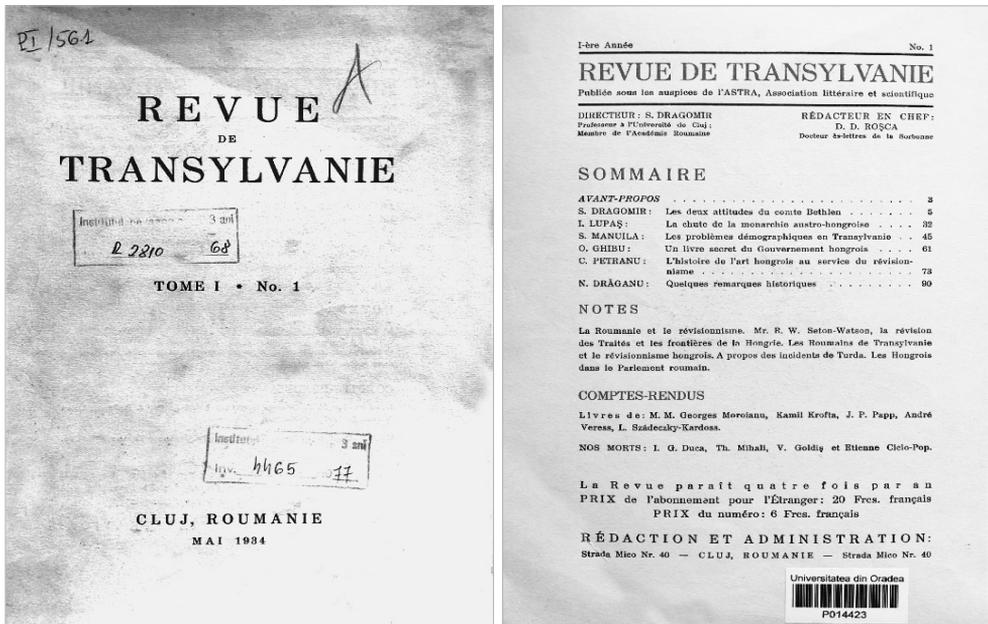 PI/561
A
REVUE
DE
TRANSYLVANIE
3 ani
R 2810 68
TOME I • No. 1
3 ani
Inv. 4465 77
CLUJ, ROUMANIE
MAI 1934
I-ère Année No. 1
REVUE DE TRANSYLVANIE
Publiée sous les auspices de l'ASTRA, Association littéraire et scientifique
DIRECTEUR : S. DRAGOMIR
Professeur à l'Université de Cluj ;
Membre de l'Académie Roumaine
RÉDACTEUR EN CHEF:
D. D. ROȘCA
Docteur ès-lettres de la Sorbonne
SOMMAIRE
AVANT-PROPOS . . . . . . . . . . 3
S. DRAGOMIR : Les deux attitudes du comte Bethlen . . . . . . . 5
I. LUPAȘ : La chute de la monarchie austro-hongroise . . . . 32
S. MANUILA : Les problèmes démographiques en Transylvanie . . . 45
O. GHIBU : Un livre secret du Gouvernement hongrois . . . . 61
C. PETRANU : L'histoire de l'art hongrois au service du révision-
nisme . . . . . . . . . . 73
N. DRĂGANU : Quelques remarques historiques . . . . . . . . 90
NOTES
La Roumanie et le révisionnisme. Mr. R. W. Seton-Watson, la révision
des Traités et les frontières de la Hongrie. Les Roumains de Transylvanie
et le révisionnisme hongrois. A propos des incidents de Turda. Les Hongrois
dans le Parlement roumain.
COMPTES-RENDUS
Livres de: M. M. Georges Moroianu, Kamil Krofta, J. P. Papp, André
Veress, L. Szádeczky-Kardoss.
NOS MORTS: I. G. Duca, Th. Mihali, V. Goldiș et Etienne Cicio-Pop.
La Revue paraît quatre fois par an
PRIX de l'abonnement pour l'Étranger: 20 Frcs. français
PRIX du numéro: 6 Frcs. français
RÉDACTION ET ADMINISTRATION:
Strada Mico Nr. 40 — CLUJ, ROUMANIE — Strada Mico Nr. 40
Universitatea din Oradea
P014423